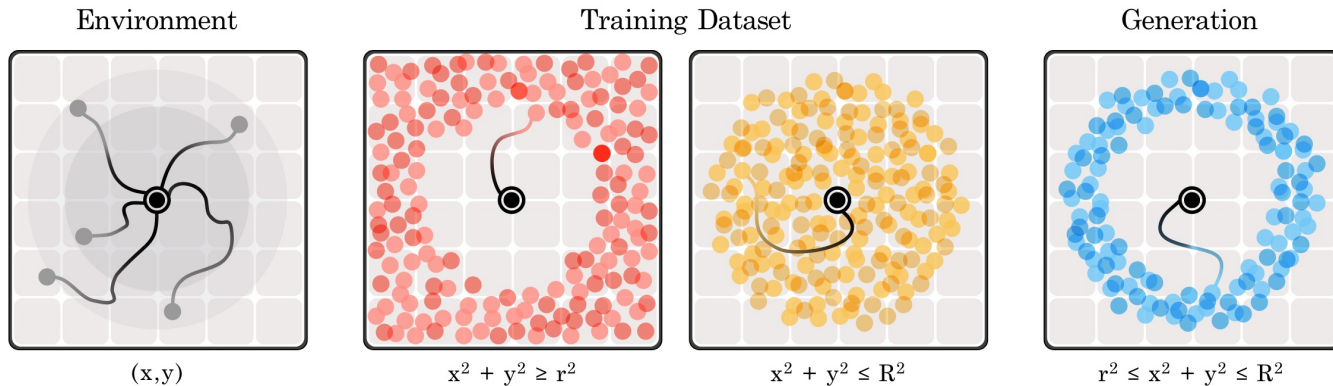 Environment
Training Dataset
Generation
(x,y)
x² + y² ≥ r²
x² + y² ≤ R²
r² ≤ x² + y² ≤ R²